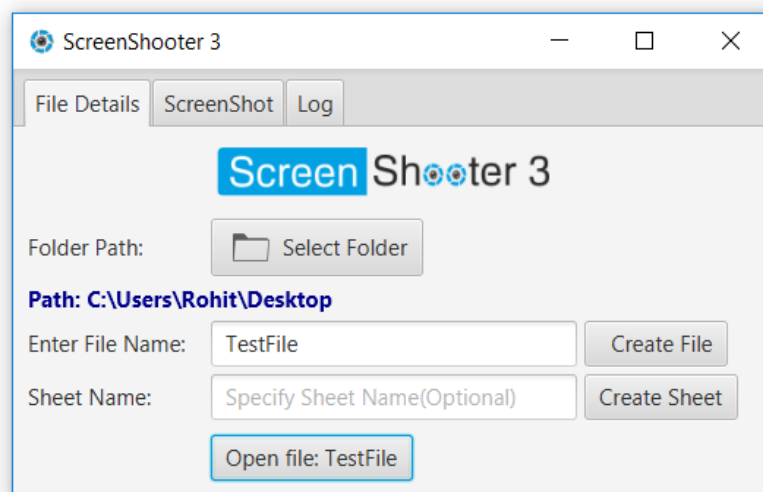 ScreenShooter 3
File Details ScreenShot Log
Screen Shooter 3
Folder Path: Select Folder
Path: C:\Users\Rohit\Desktop
Enter File Name: TestFile Create File
Sheet Name: Specify Sheet Name(Optional) Create Sheet
Open file: TestFile